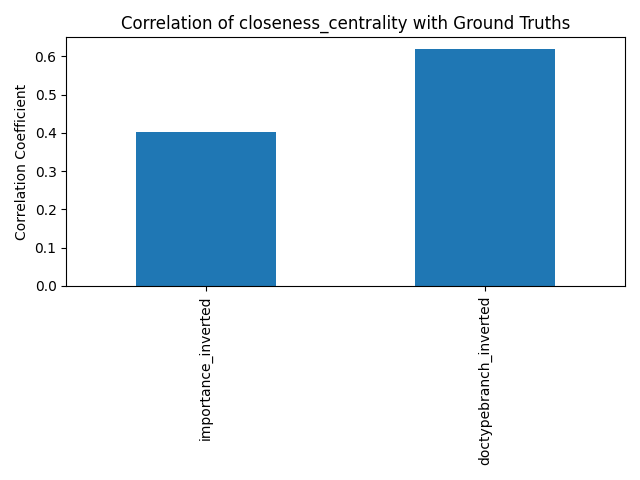 Correlation of closeness_centrality with Ground Truths
Correlation Coefficient
0.6
0.5
0.4
0.3
0.2
0.1
0.0
importance_inverted
doctypebranch_inverted